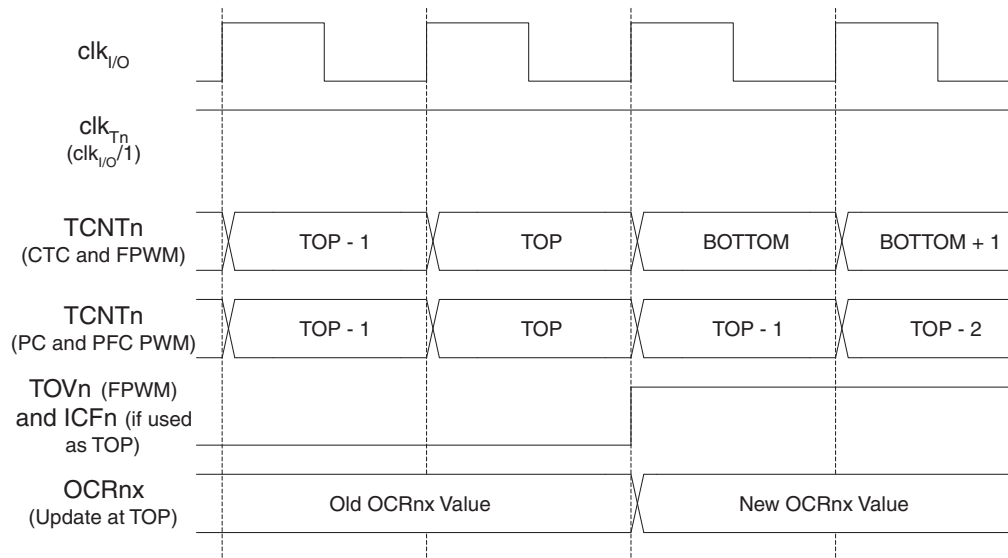 clkI/O
clkTn
(clkI/O/1)
TCNTn
(CTC and FPWM)
TOP - 1
TOP
BOTTOM
BOTTOM + 1
TCNTn
(PC and PFC PWM)
TOP - 1
TOP
TOP - 1
TOP - 2
TOVn (FPWM)
and ICFn (if used
as TOP)
OCRnx
(Update at TOP)
Old OCRnx Value
New OCRnx Value